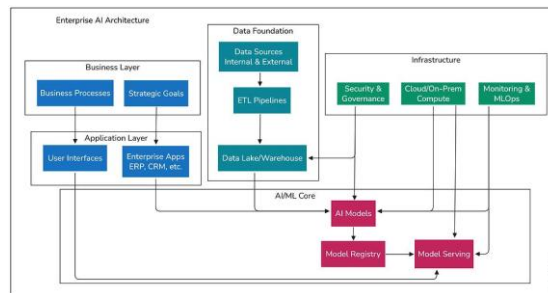 Enterprise AI Architecture
Data Foundation
Data Sources
Internal & External
ETL Pipelines
Data Lake/Warehouse
Infrastructure
Security &
Governance
Cloud/On-Prem
Compute
Monitoring &
MLOps
Business Layer
Business Processes
Strategic Goals
Application Layer
User Interfaces
Enterprise Apps
ERP, CRM, etc.
AI/ML Core
AI Models
Model Registry
Model Serving